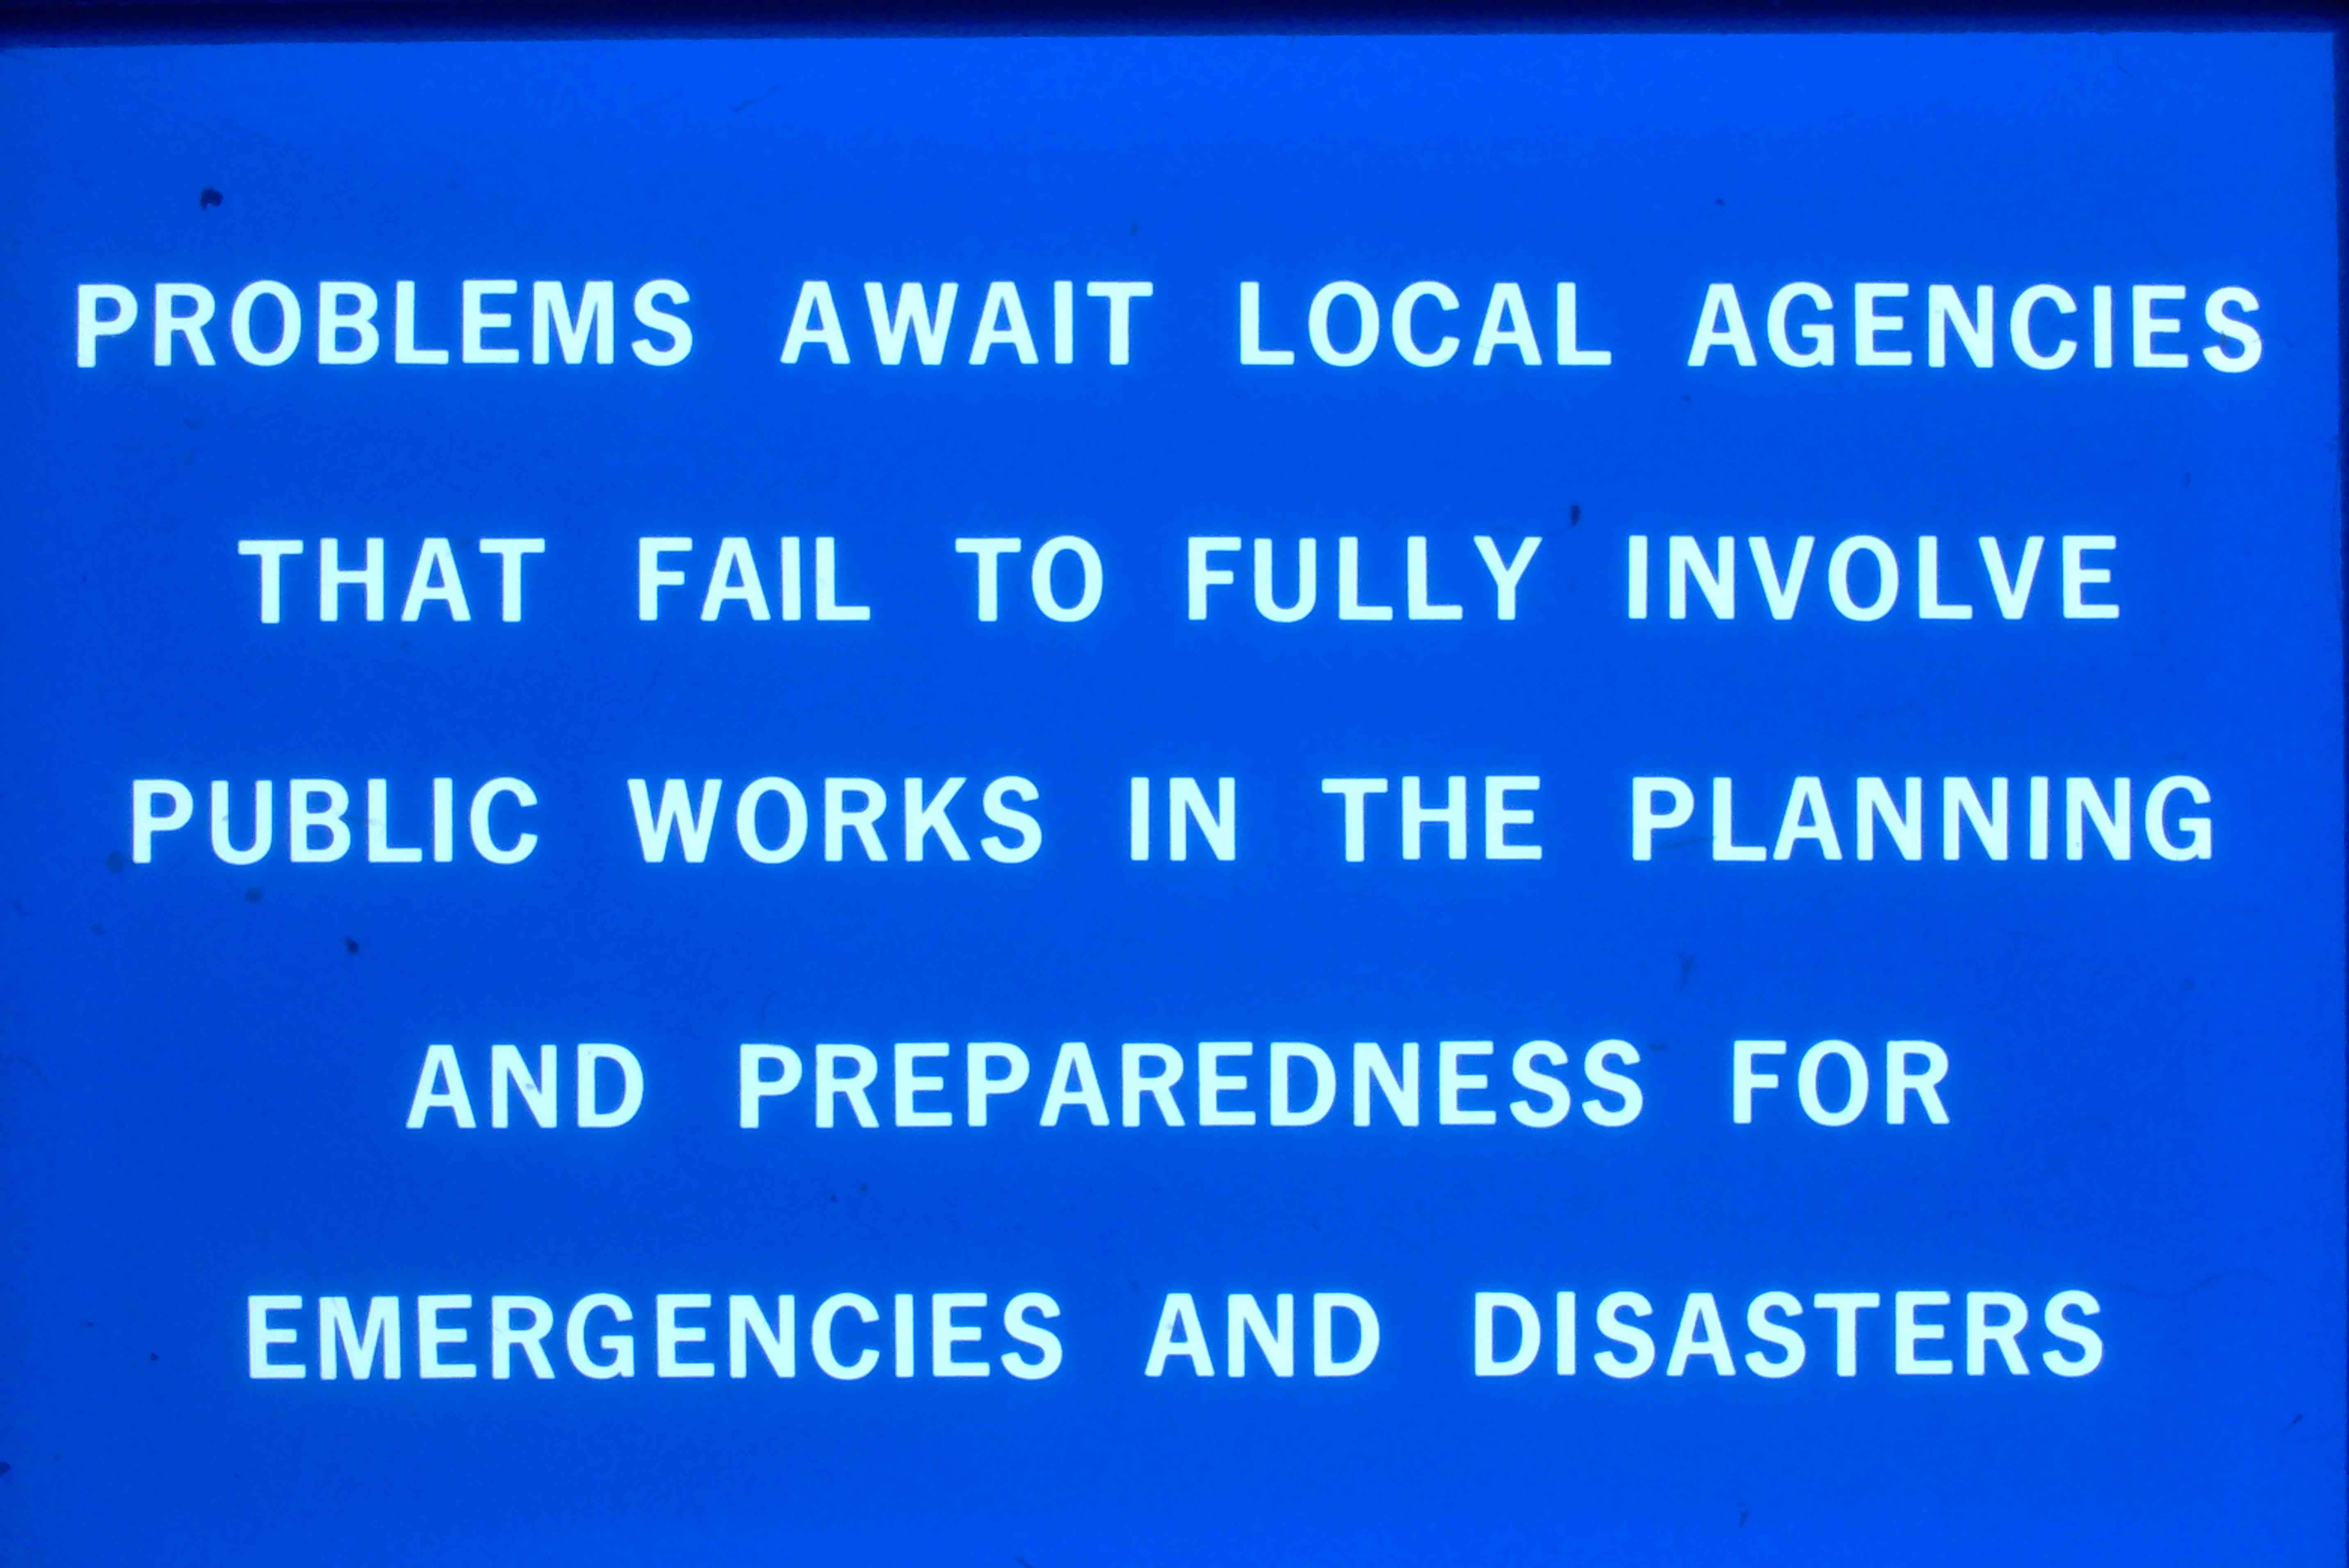 PROBLEMS AWAIT LOCAL AGENCIES
THAT FAIL TO FULLY INVOLVE
PUBLIC WORKS IN THE PLANNING
AND PREPAREDNESS FOR
EMERGENCIES AND DISASTERS